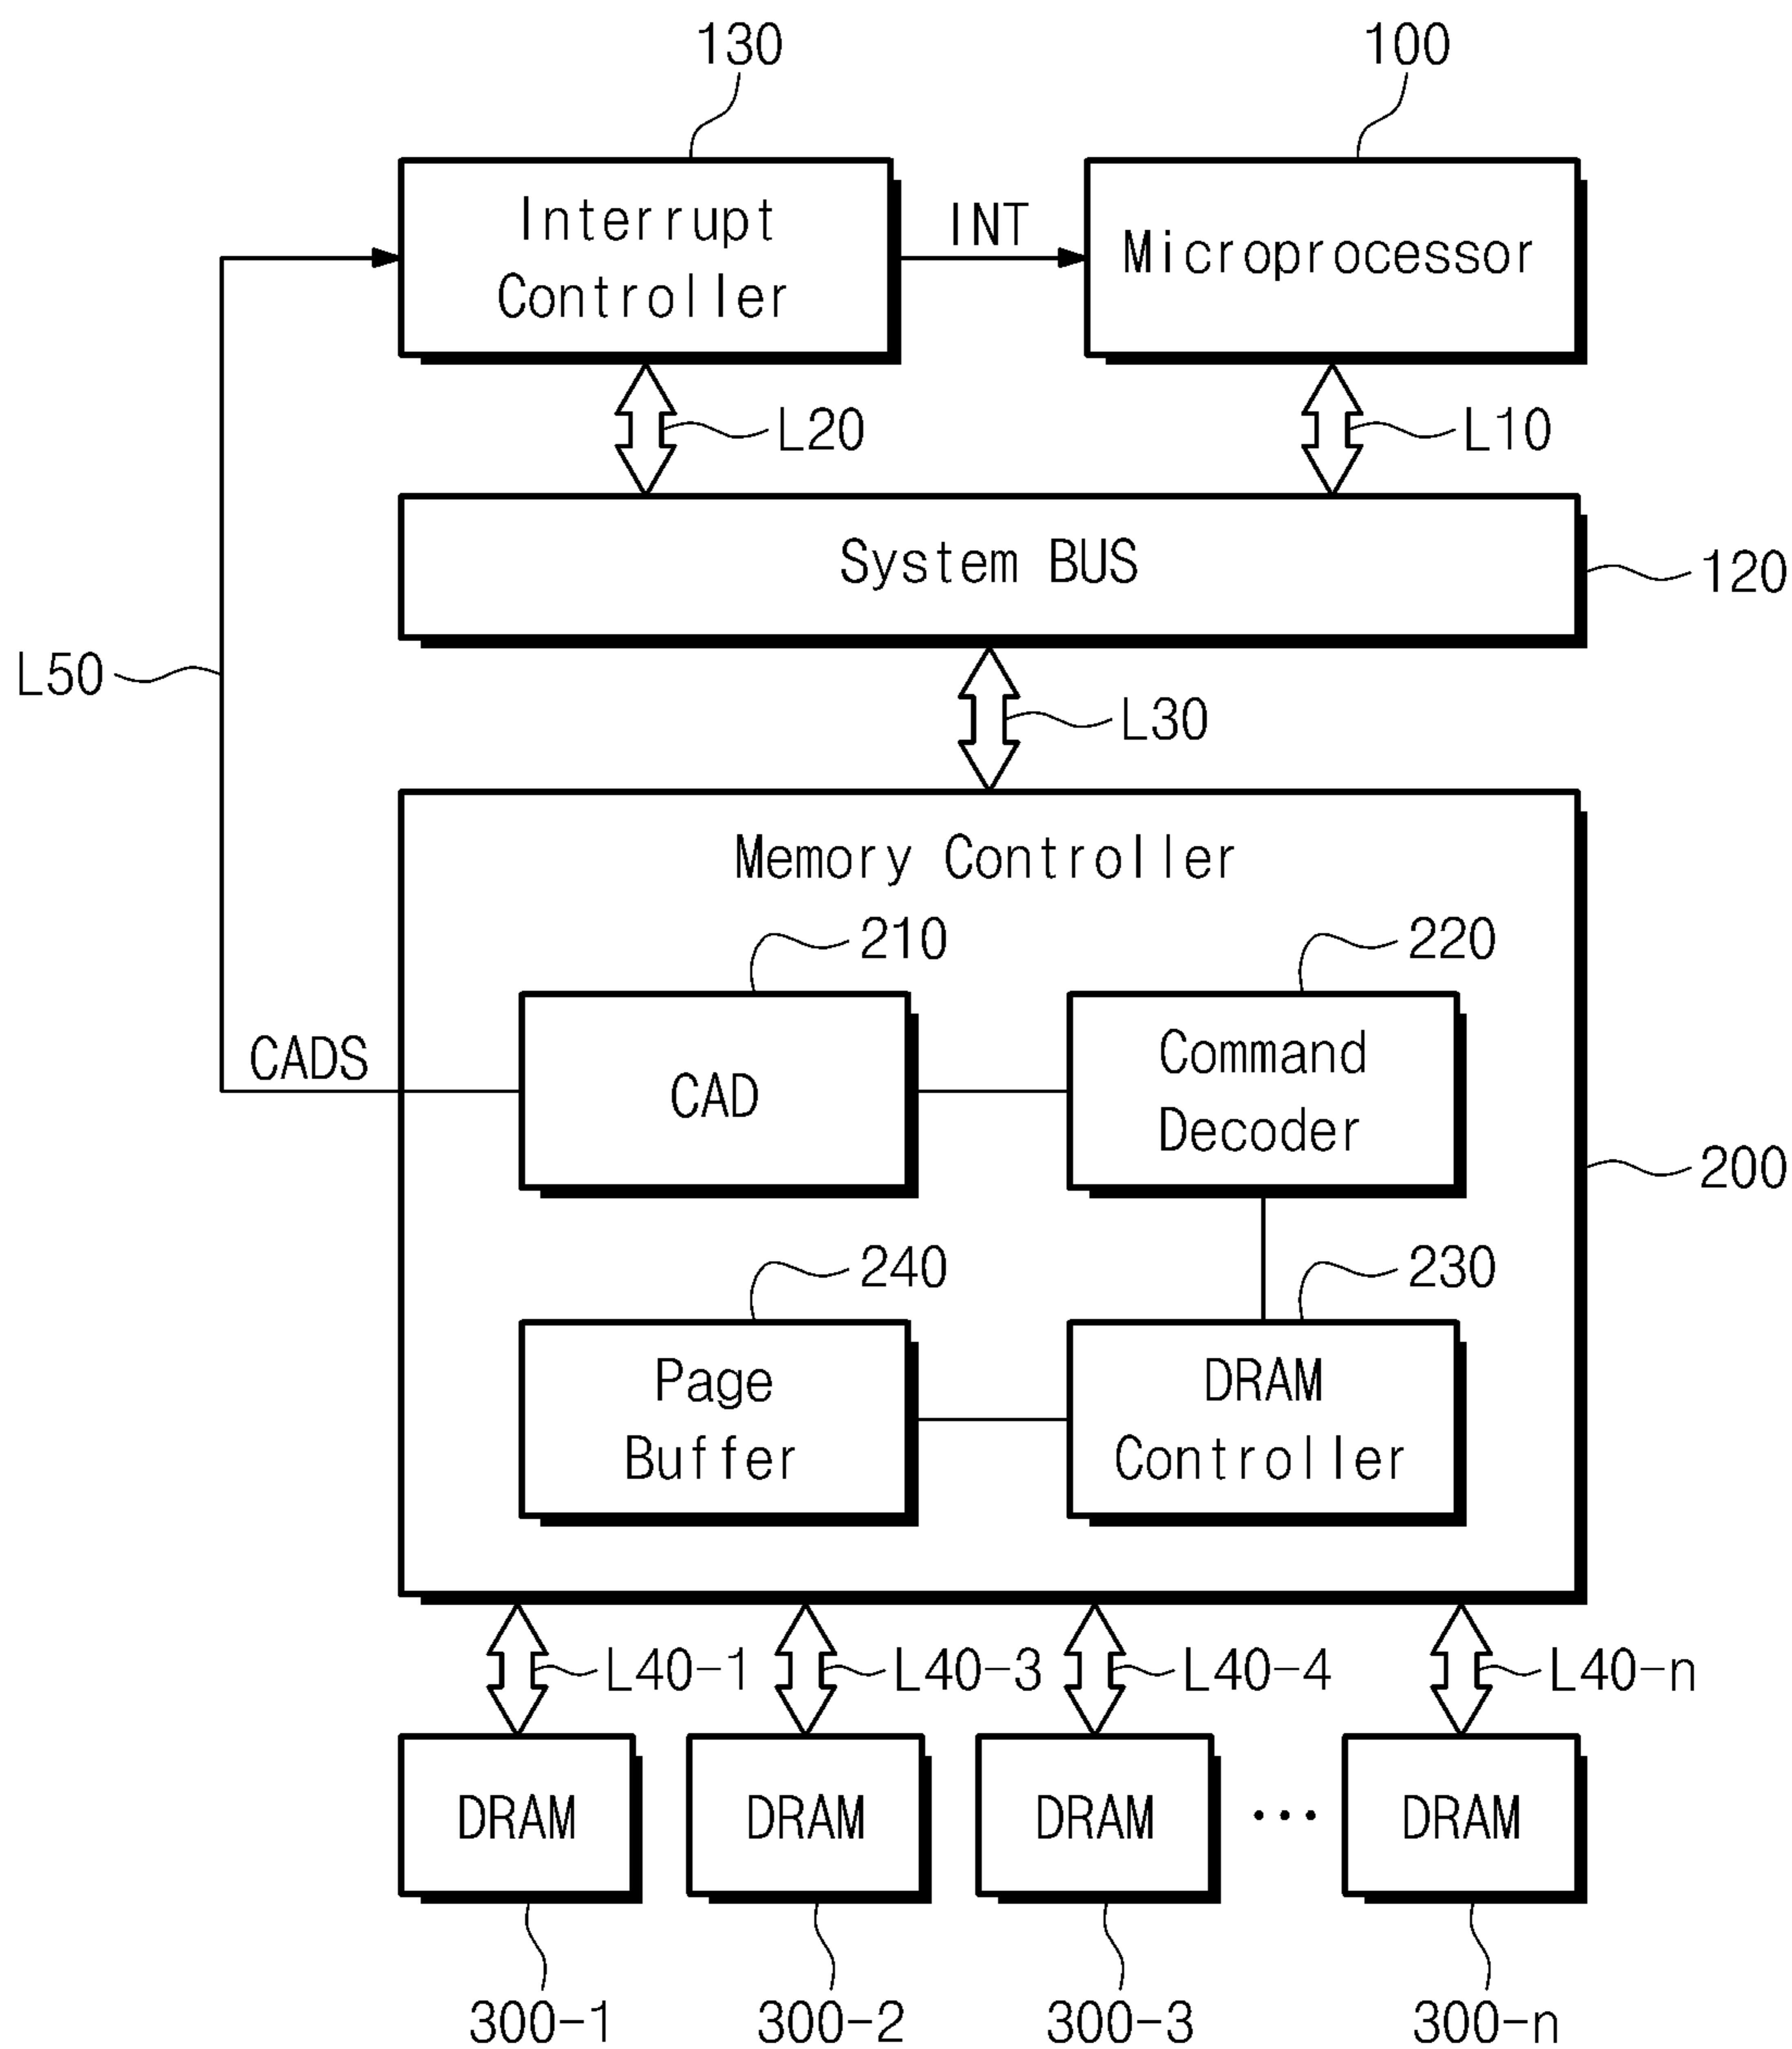 130
100
Interrupt
Controller
INT
Microprocessor
L20
L10
System BUS
120
L50
L30
Memory Controller
210
220
CADS
CAD
Command
Decoder
200
240
230
Page
Buffer
DRAM
Controller
L40-1
L40-3
L40-4
L40-n
DRAM
DRAM
DRAM
...
DRAM
300-1
300-2
300-3
300-n